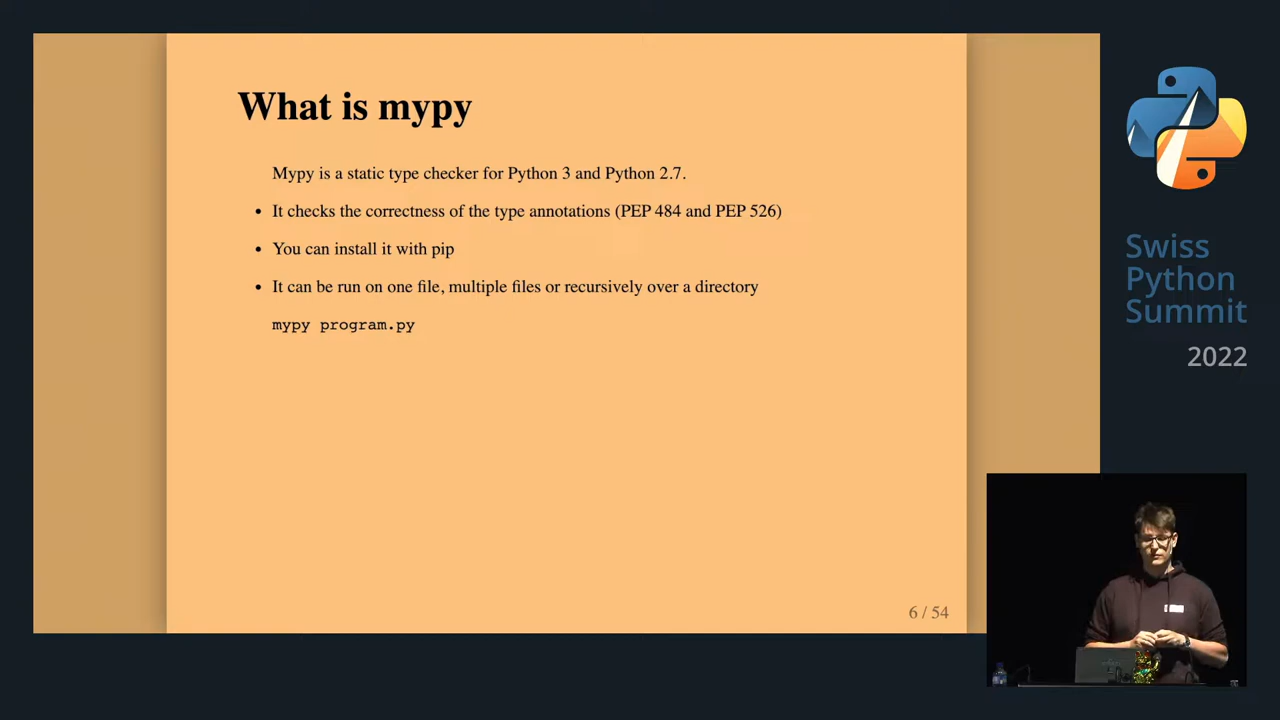 What is mypy
Mypy is a static type checker for Python 3 and Python 2.7.
• It checks the correctness of the type annotations (PEP 484 and PEP 526)
• You can install it with pip
• It can be run on one file, multiple files or recursively over a directory
mypy program.py
6 / 54
Swiss
Python
Summit
2022